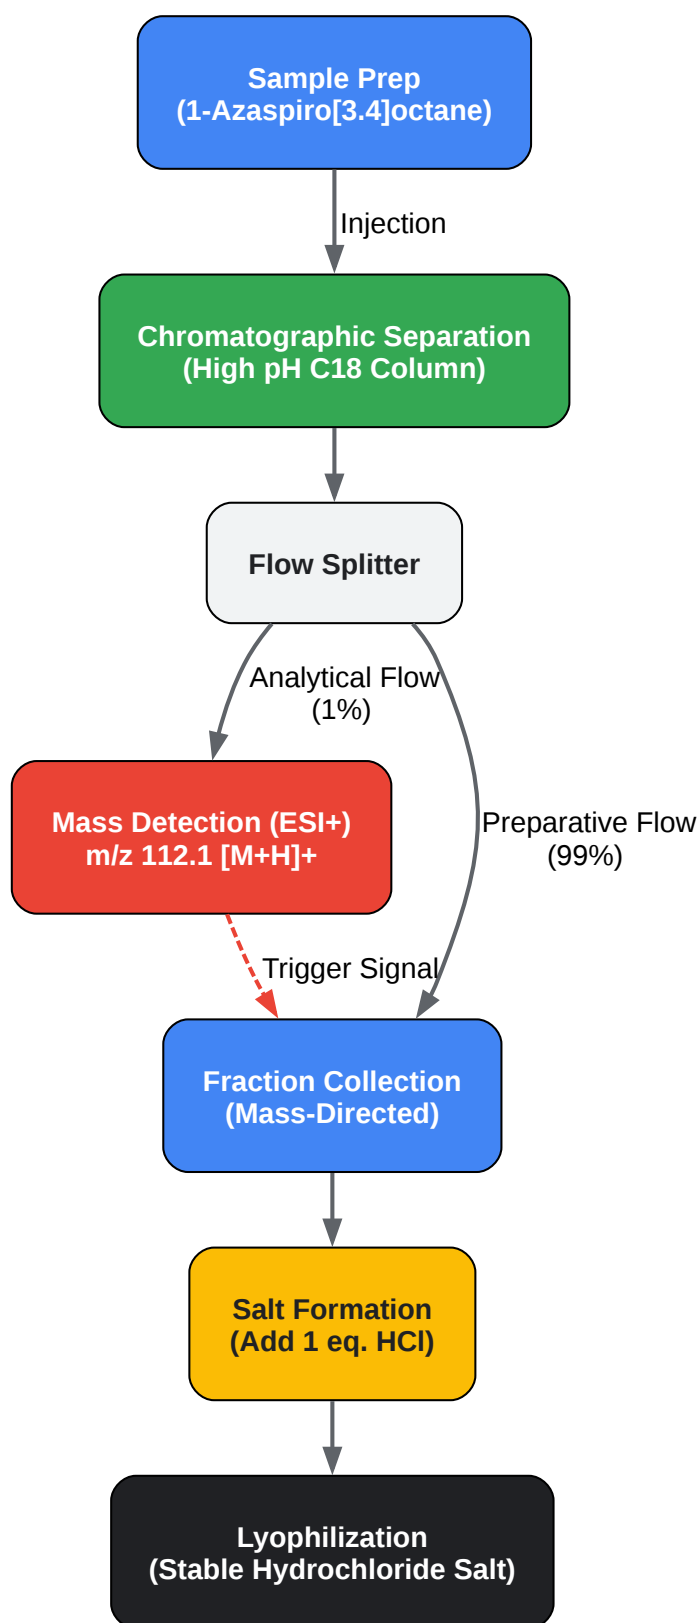 Sample Prep
(1-Azaspiro[3.4]octane)
Injection
Chromatographic Separation
(High pH C18 Column)
Flow Splitter
Analytical Flow
(1%)
Mass Detection (ESI+)
m/z 112.1 [M+H]+
Preparative Flow
(99%)
Trigger Signal
Fraction Collection
(Mass-Directed)
Salt Formation
(Add 1 eq. HCl)
Lyophilization
(Stable Hydrochloride Salt)